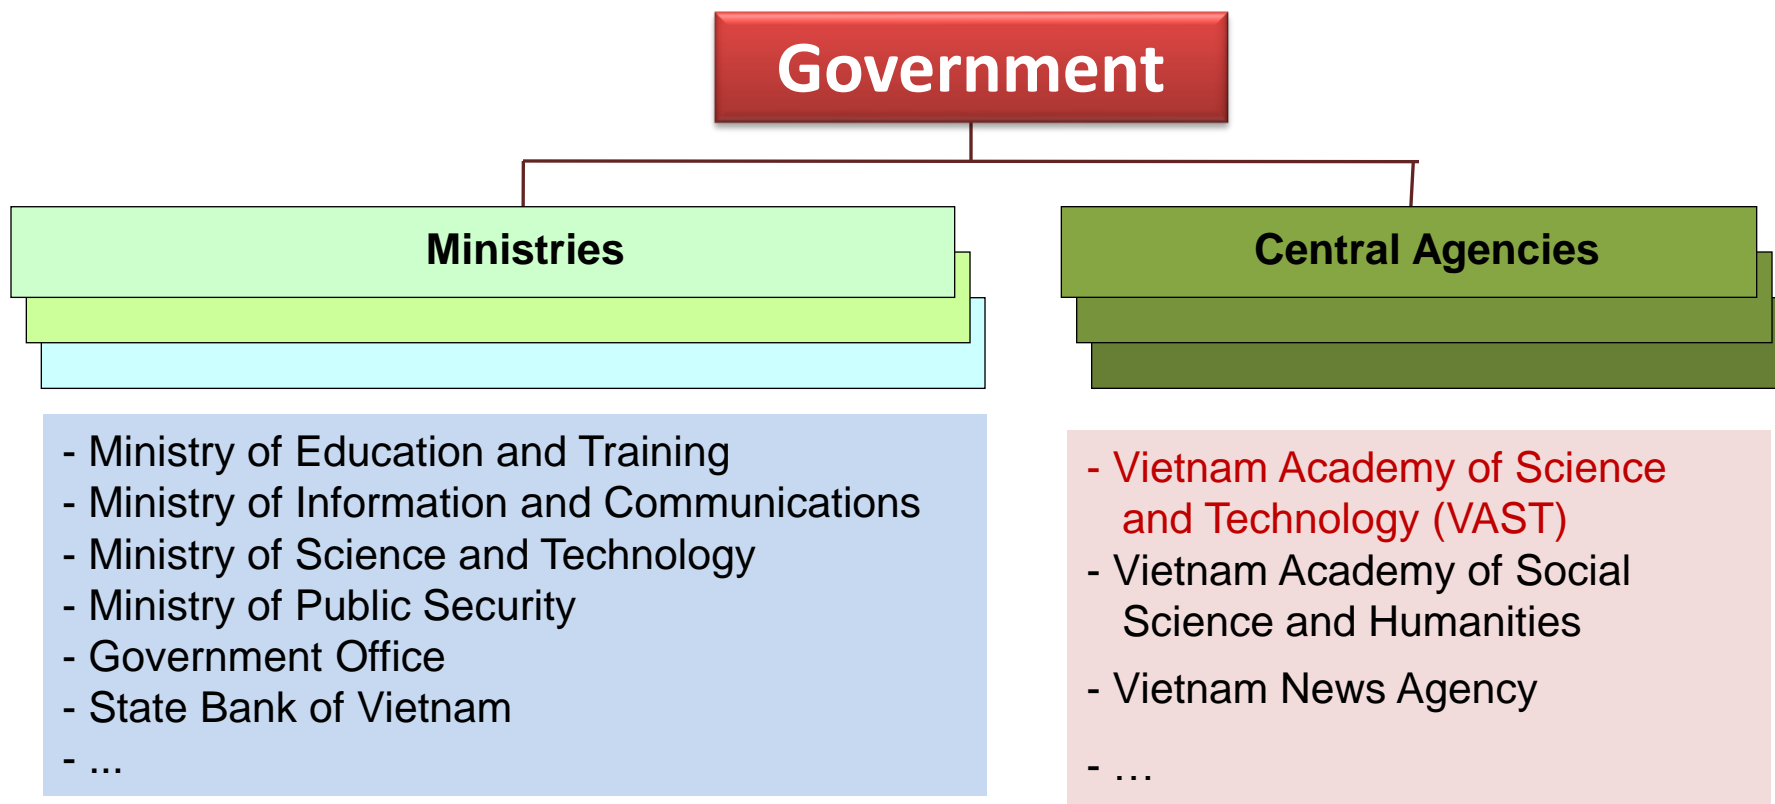 Government
Ministries
Central Agencies
- Ministry of Education and Training
- Ministry of Information and Communications
- Ministry of Science and Technology
- Ministry of Public Security
- Government Office
- State Bank of Vietnam
- ...
- Vietnam Academy of Science
and Technology (VAST)
- Vietnam Academy of Social
Science and Humanities
- Vietnam News Agency
- …